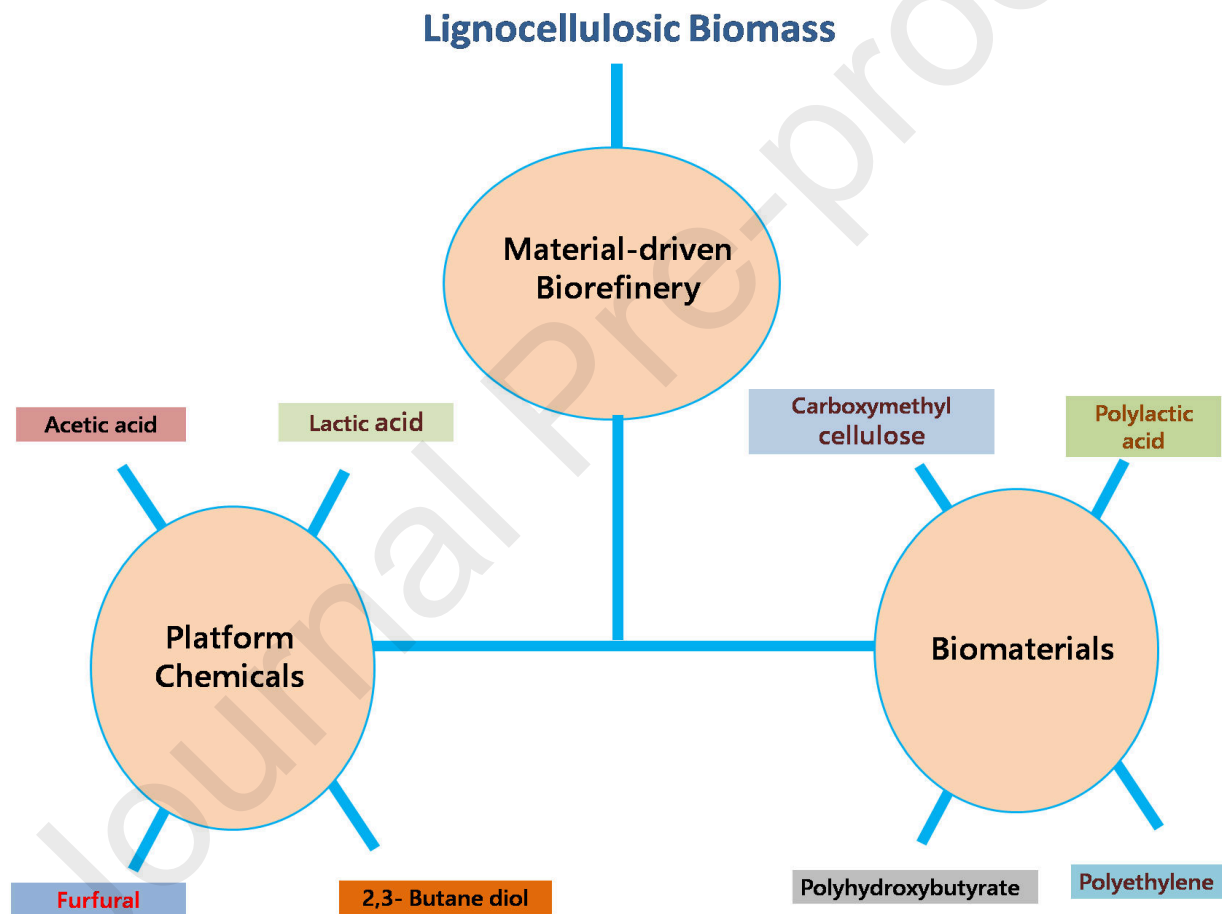 Lignocellulosic Biomass
Material-driven
Biorefinery
Acetic acid
Lactic acid
Carboxymethyl
cellulose
Polylactic
acid
Platform
Chemicals
Biomaterials
Furfural
2,3- Butane diol
Polyhydroxybutyrate
Polyethylene
Journal Pre-proo